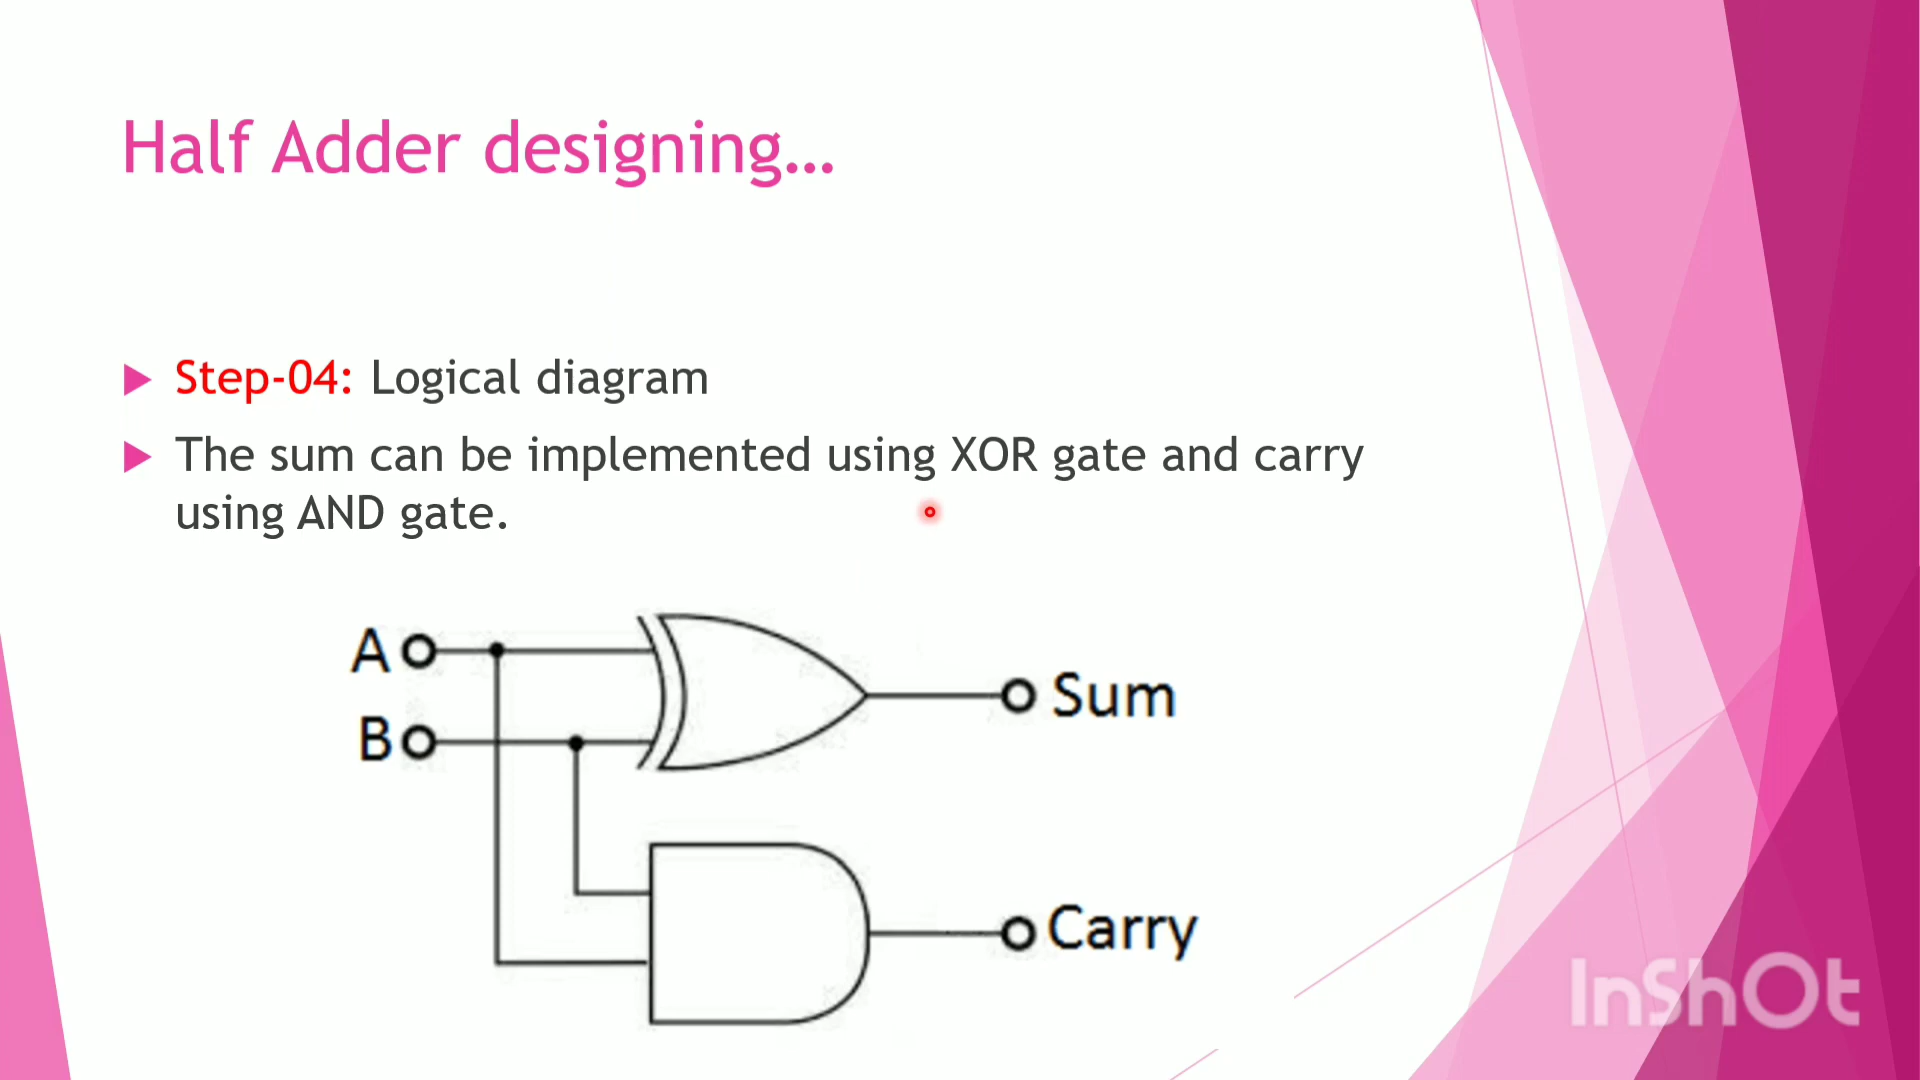 Half Adder designing…
Step-04: Logical diagram
The sum can be implemented using XOR gate and carry
using AND gate.
A
Sum
B
Carry
InShOt